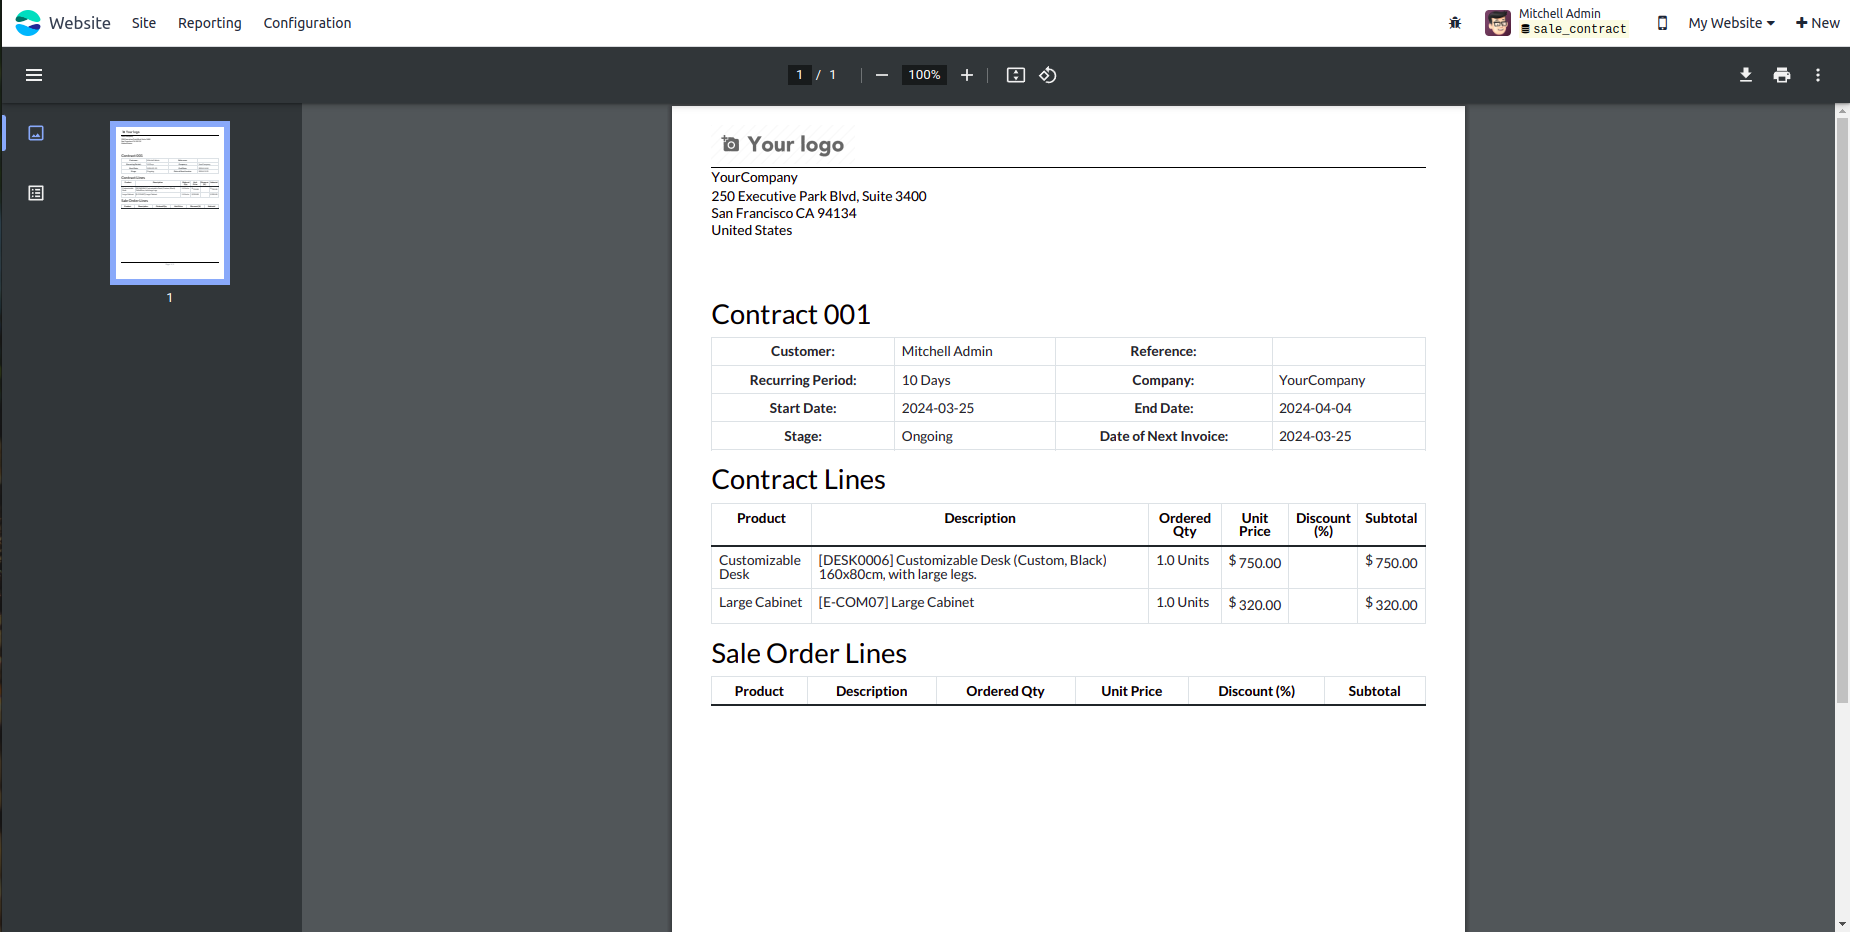 Website Site Reporting Configuration Mitchell Admin sale_contract My Website New
1 / 1 100%
1
Your logo
YourCompany
250 Executive Park Blvd, Suite 3400
San Francisco CA 94134
United States
Contract 001
Customer: Mitchell Admin Reference:
Recurring Period: 10 Days Company: YourCompany
Start Date: 2024-03-25 End Date: 2024-04-04
Stage: Ongoing Date of Next Invoice: 2024-03-25
Contract Lines
Product Description Ordered Qty Unit Price Discount (%) Subtotal
Customizable Desk [DESK0006] Customizable Desk (Custom, Black) 160x80cm, with large legs. 1.0 Units $ 750.00 $ 750.00
Large Cabinet [E-COM07] Large Cabinet 1.0 Units $ 320.00 $ 320.00
Sale Order Lines
Product Description Ordered Qty Unit Price Discount (%) Subtotal